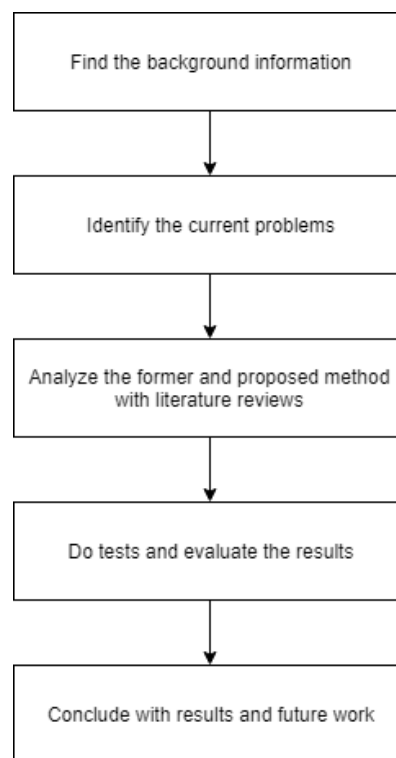 Find the background information
Identify the current problems
Analyze the former and proposed method
with literature reviews
Do tests and evaluate the results
Conclude with results and future work